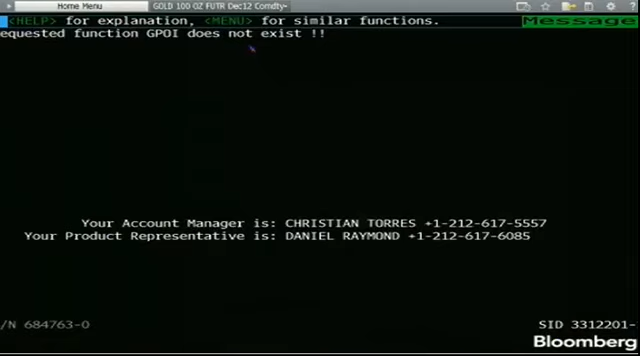 Home Menu GOLD 100 OZ FUTR Dec12 Comdty
<HELP> for explanation, <MENU> for similar functions. Message
equested function GPOI does not exist !!
Your Account Manager is: CHRISTIAN TORRES +1-212-617-5557
Your Product Representative is: DANIEL RAYMOND +1-212-617-6085
/N 684763-0 SID 3312201-
Bloomberg